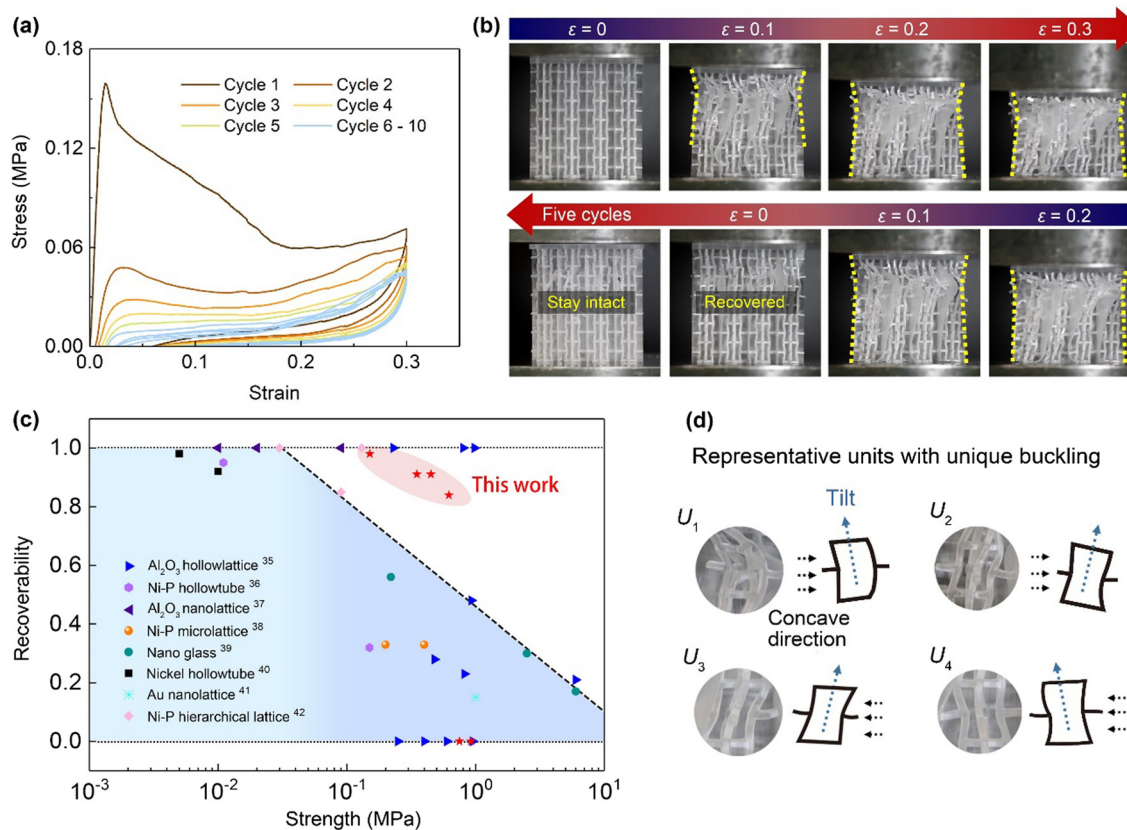 (a)
0.18
0.12
0.06
0.00
Stress (MPa)
Cycle 1
Cycle 2
Cycle 3
Cycle 4
Cycle 5
Cycle 6 - 10
0.0
0.1
0.2
0.3
Strain
(b)
ε = 0
ε = 0.1
ε = 0.2
ε = 0.3
Five cycles
ε = 0
ε = 0.1
ε = 0.2
Stay intact
Recovered
(c)
1.0
0.8
0.6
0.4
0.2
0.0
Recoverability
This work
Al₂O₃ hollowlattice ³⁵
Ni-P hollowtube ³⁶
Al₂O₃ nanolattice ³⁷
Ni-P microlattice ³⁸
Nano glass ³⁹
Nickel hollowtube ⁴⁰
Au nanolattice ⁴¹
Ni-P hierarchical lattice ⁴²
10⁻³
10⁻²
10⁻¹
10⁰
10¹
Strength (MPa)
(d)
Representative units with unique buckling
U₁
Tilt
U₂
Concave
direction
U₃
U₄